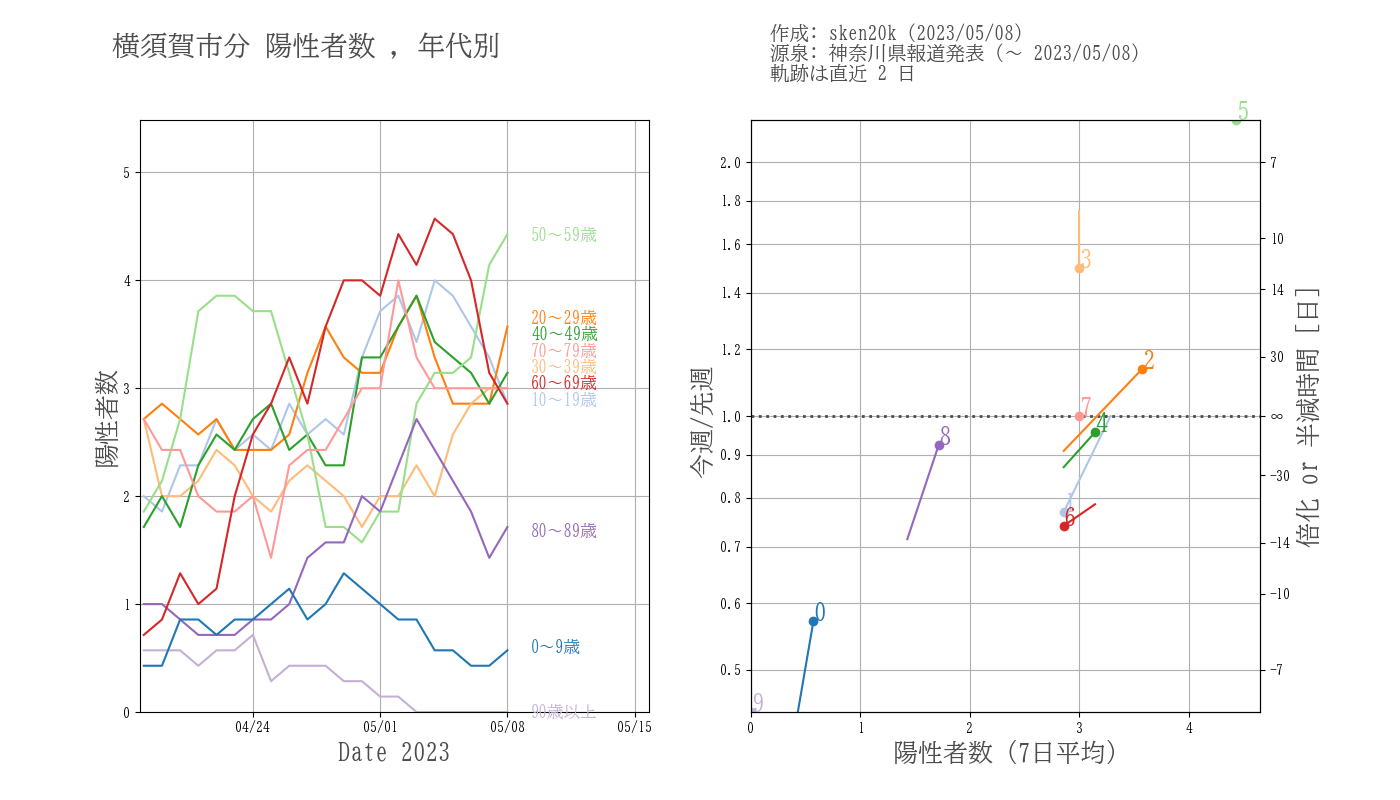 横須賀市分 陽性者数 , 年代別
作成: sken20k (2023/05/08)
源泉: 神奈川県報道発表 (〜 2023/05/08)
軌跡は直近 2 日
陽性者数
5
4
3
2
1
0
04/24
05/01
05/08
05/15
Date 2023
50〜59歳
20〜29歳
40〜49歳
70〜79歳
30〜39歳
60〜69歳
10〜19歳
80〜89歳
0〜9歳
90歳以上
今週/先週
2.0
1.8
1.6
1.4
1.2
1.0
0.9
0.8
0.7
0.6
0.5
0
1
2
3
4
陽性者数 (7日平均)
5
3
2
7
4
8
1
6
0
9
7
10
14
30
∞
−30
−14
−10
−7
倍化 or 半減時間 [日]